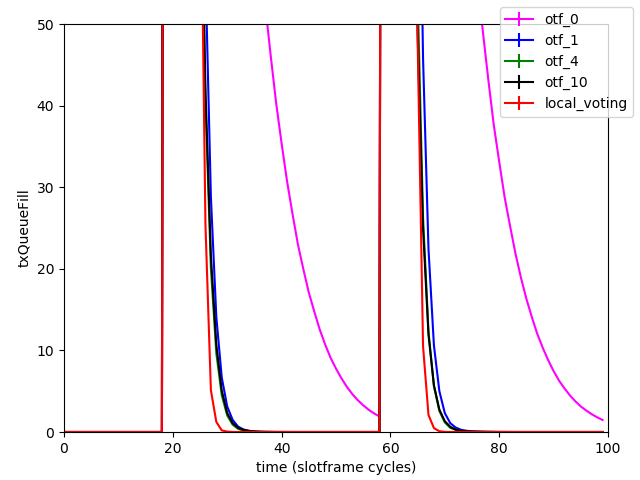 50
40
30
20
10
0
txQueueFill
0 20 40 60 80 100
time (slotframe cycles)
otf_0
otf_1
otf_4
otf_10
local_voting